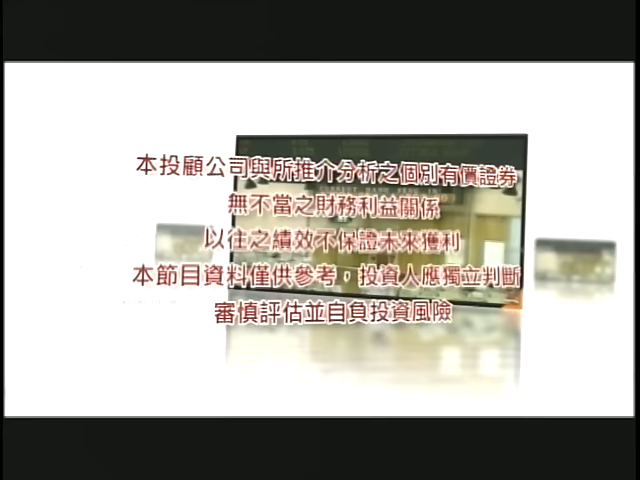 本投顧公司與所推介分析之個別有價證券
無不當之財務利益關係
以往之績效不保證未來獲利
本節目資料僅供參考，投資人應獨立判斷
審慎評估並自負投資風險